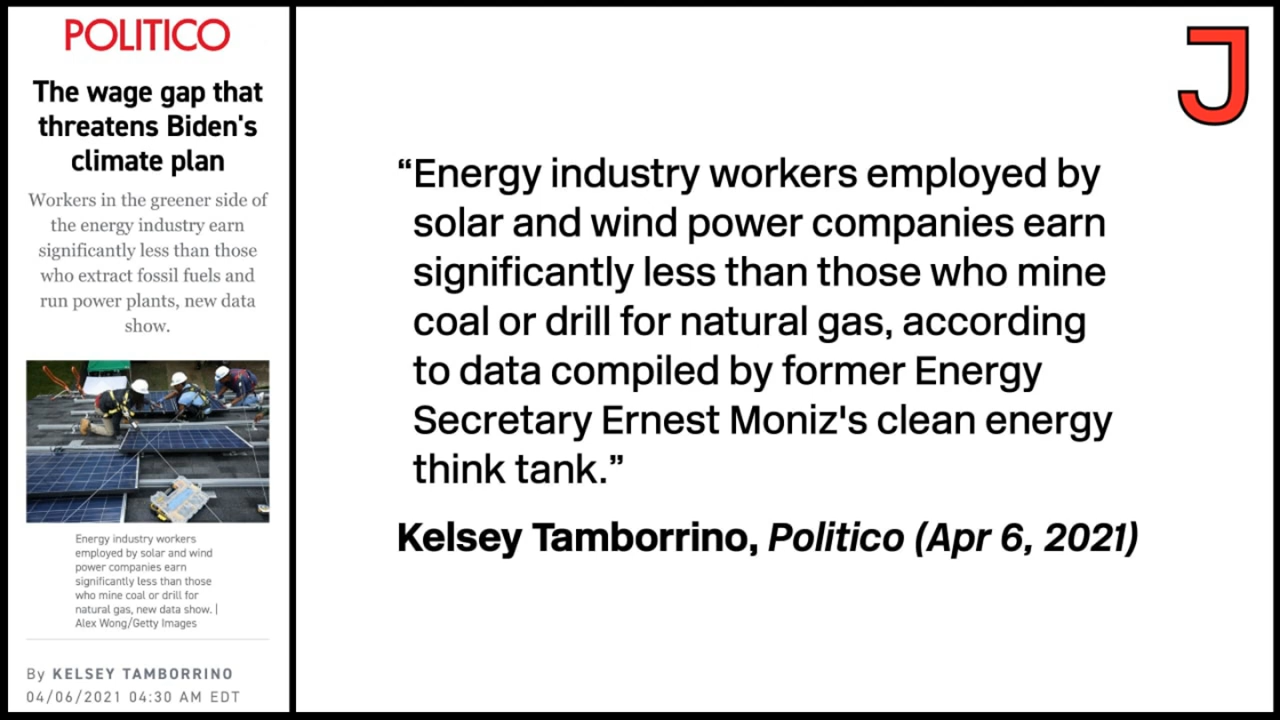 POLITICO
The wage gap that
threatens Biden's
climate plan
Workers in the greener side of
the energy industry earn
significantly less than those
who extract fossil fuels and
run power plants, new data
show.
Energy industry workers
employed by solar and wind
power companies earn
significantly less than those
who mine coal or drill for
natural gas, new data show. |
Alex Wong/Getty Images
By KELSEY TAMBORRINO
04/06/2021 04:30 AM EDT
J
“Energy industry workers employed by
solar and wind power companies earn
significantly less than those who mine
coal or drill for natural gas, according
to data compiled by former Energy
Secretary Ernest Moniz's clean energy
think tank.”
Kelsey Tamborrino, Politico (Apr 6, 2021)